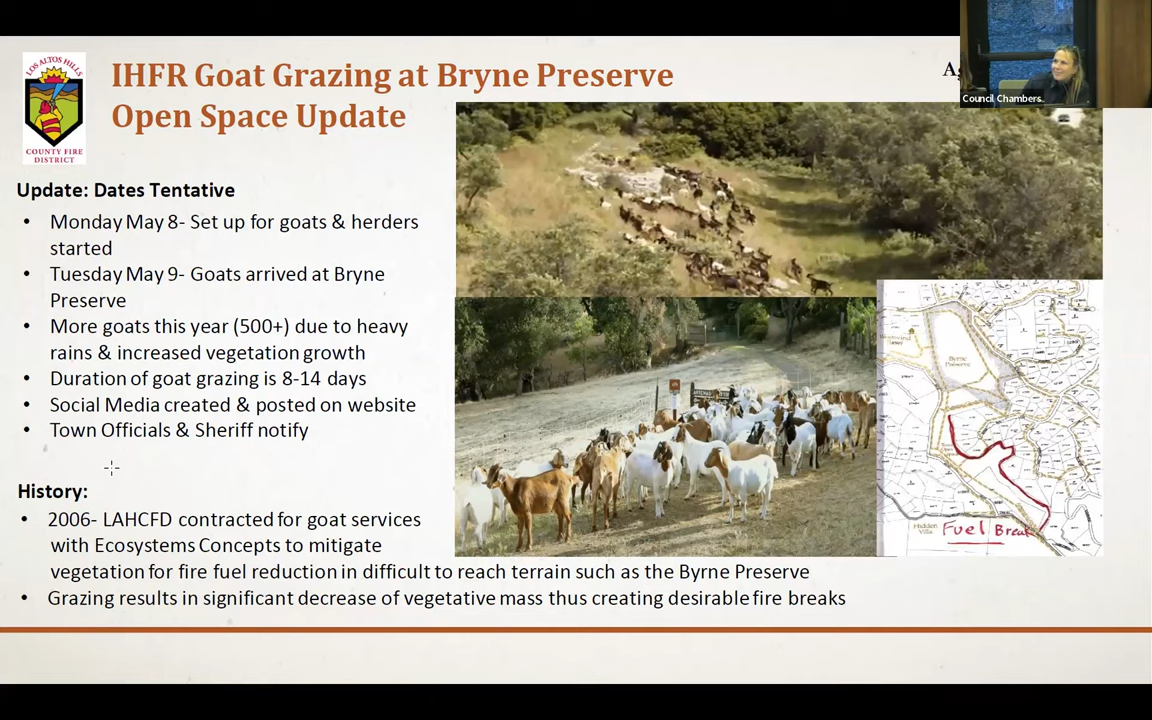 LOS ALTOS HILLS
COUNTY FIRE
DISTRICT
IHFR Goat Grazing at Bryne Preserve
Open Space Update
Council Chambers
Update: Dates Tentative
• Monday May 8- Set up for goats & herders
started
• Tuesday May 9- Goats arrived at Bryne
Preserve
• More goats this year (500+) due to heavy
rains & increased vegetation growth
• Duration of goat grazing is 8-14 days
• Social Media created & posted on website
• Town Officials & Sheriff notify
History:
• 2006- LAHCFD contracted for goat services
with Ecosystems Concepts to mitigate
vegetation for fire fuel reduction in difficult to reach terrain such as the Byrne Preserve
• Grazing results in significant decrease of vegetative mass thus creating desirable fire breaks
Byrne
Preserve
Hidden
Villa
Fuel Break